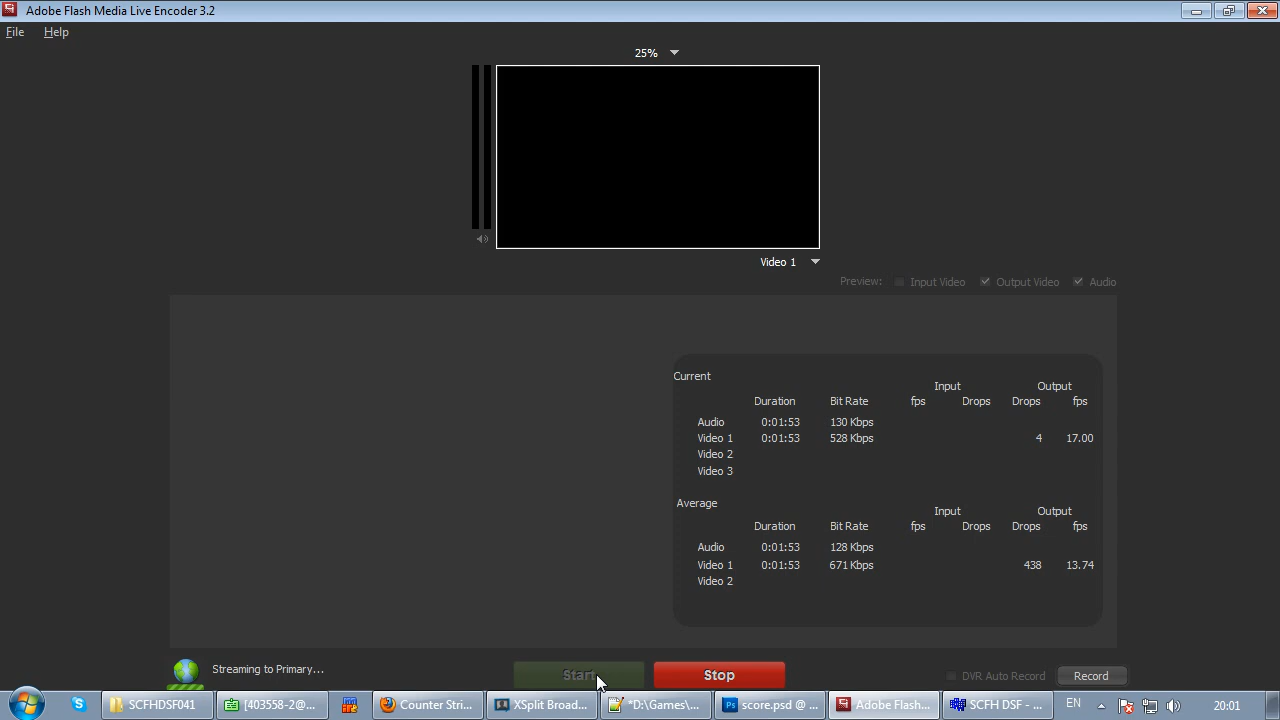 Adobe Flash Media Live Encoder 3.2
File Help
25%
Video 1
Preview: Input Video Output Video Audio
Current
Input Output
Duration Bit Rate fps Drops Drops fps
Audio 0:01:53 130 Kbps
Video 1 0:01:53 528 Kbps 4 17.00
Video 2
Video 3
Average
Input Output
Duration Bit Rate fps Drops Drops fps
Audio 0:01:53 128 Kbps
Video 1 0:01:53 671 Kbps 438 13.74
Video 2
Streaming to Primary...
Start Stop DVR Auto Record Record
SCFHDSF041 [403558-2@... Counter Stri... XSplit Broad... *D:\Games\... score.psd @ ... Adobe Flash... SCFH DSF - ... EN 20:01